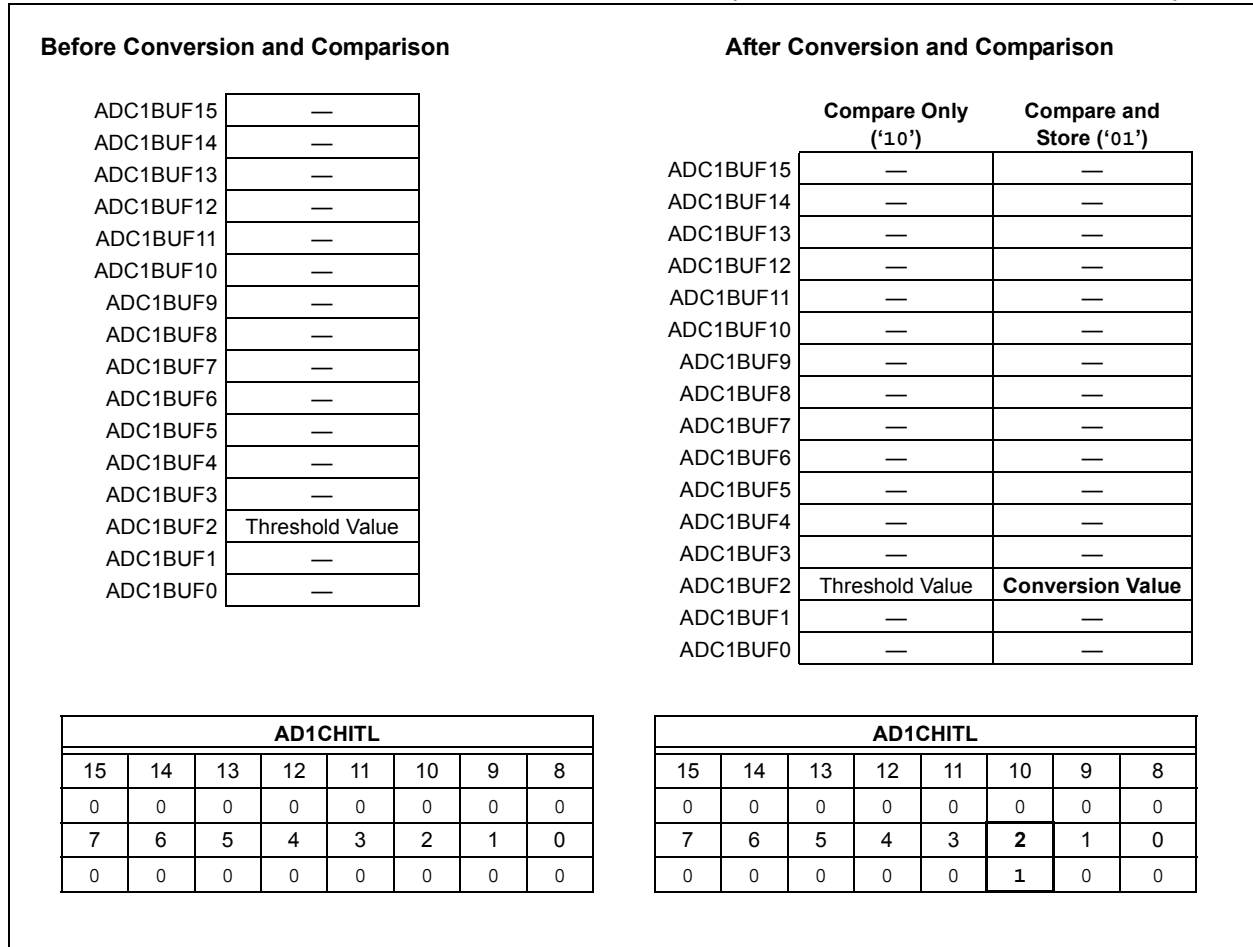 Before Conversion and Comparison
ADC1BUF15 —
ADC1BUF14 —
ADC1BUF13 —
ADC1BUF12 —
ADC1BUF11 —
ADC1BUF10 —
ADC1BUF9 —
ADC1BUF8 —
ADC1BUF7 —
ADC1BUF6 —
ADC1BUF5 —
ADC1BUF4 —
ADC1BUF3 —
ADC1BUF2 Threshold Value
ADC1BUF1 —
ADC1BUF0 —
After Conversion and Comparison
Compare Only Compare and
(‘10’) Store (‘01’)
ADC1BUF15 — —
ADC1BUF14 — —
ADC1BUF13 — —
ADC1BUF12 — —
ADC1BUF11 — —
ADC1BUF10 — —
ADC1BUF9 — —
ADC1BUF8 — —
ADC1BUF7 — —
ADC1BUF6 — —
ADC1BUF5 — —
ADC1BUF4 — —
ADC1BUF3 — —
ADC1BUF2 Threshold Value Conversion Value
ADC1BUF1 — —
ADC1BUF0 — —
AD1CHITL
15 14 13 12 11 10 9 8
0 0 0 0 0 0 0 0
7 6 5 4 3 2 1 0
0 0 0 0 0 0 0 0
AD1CHITL
15 14 13 12 11 10 9 8
0 0 0 0 0 0 0 0
7 6 5 4 3 2 1 0
0 0 0 0 0 1 0 0